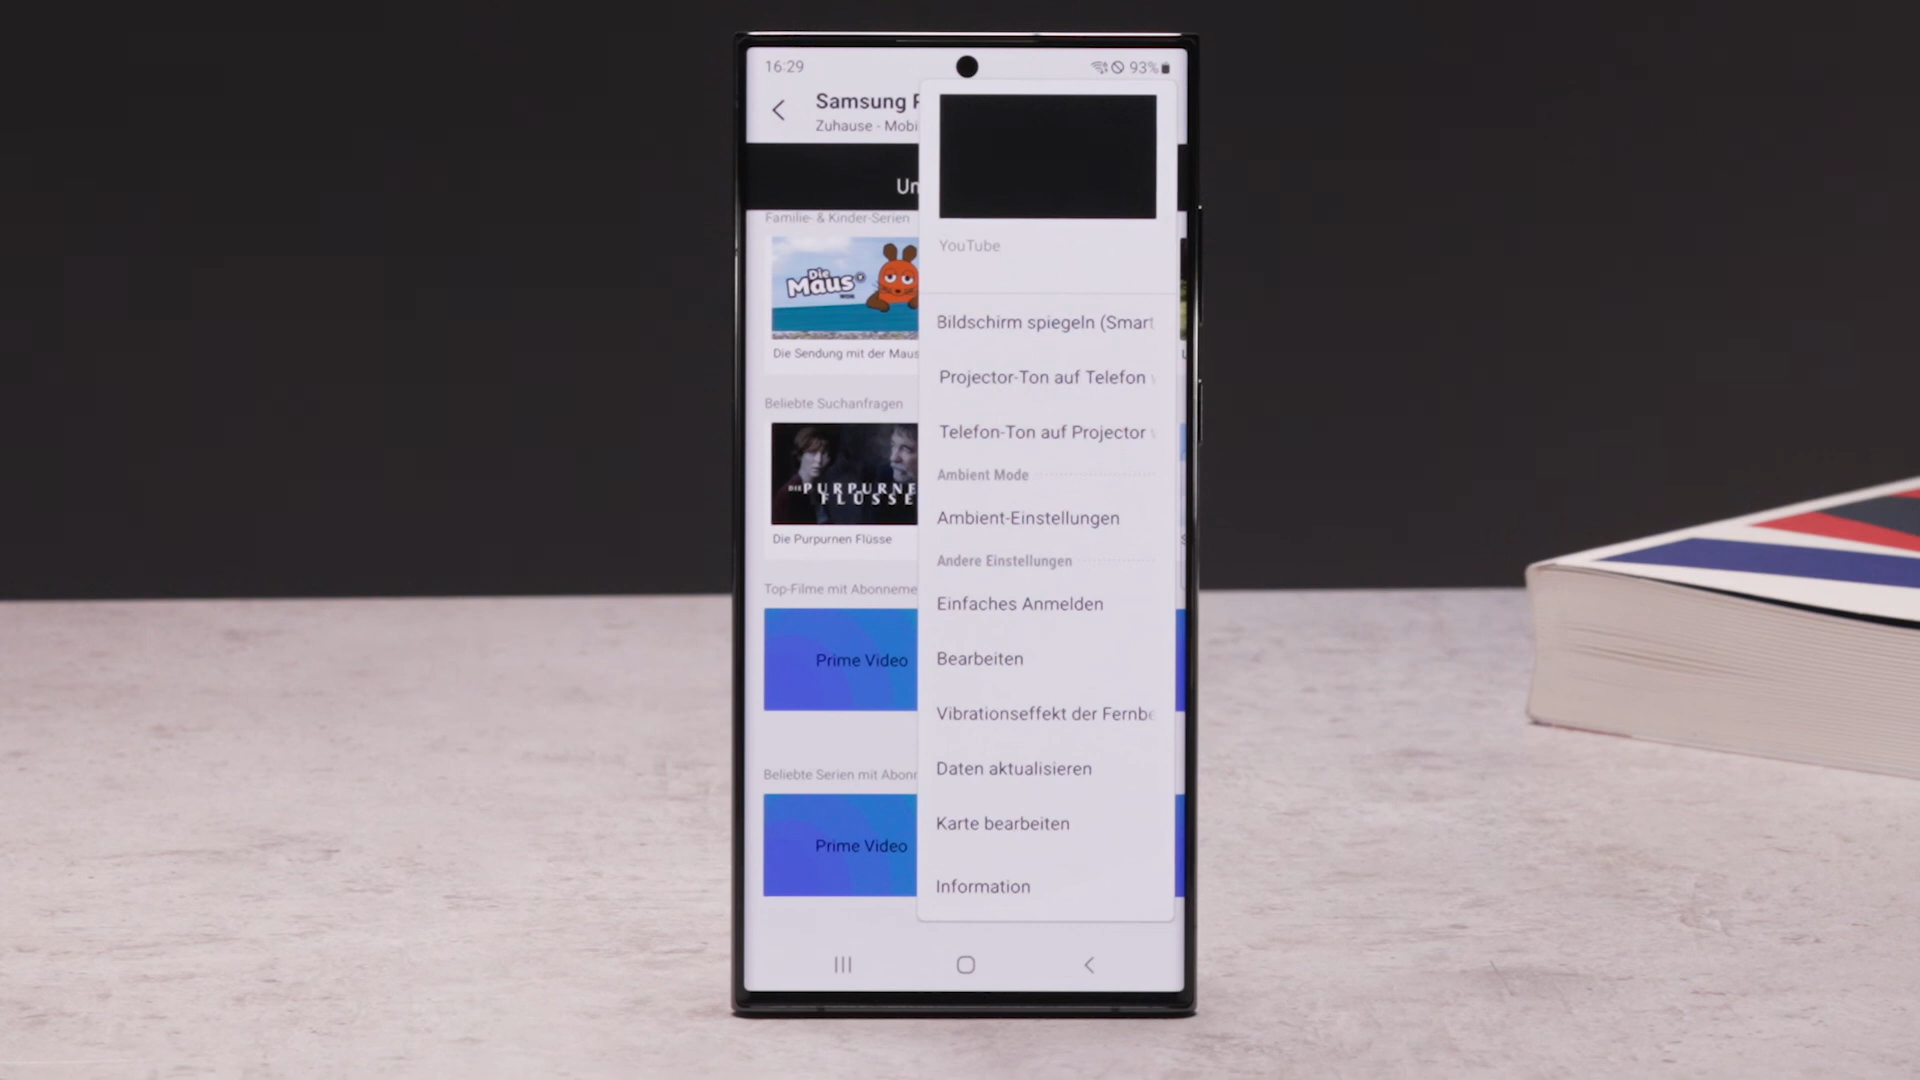 16:29
93%
Samsung P
Zuhause - Mobi
Un
Familie- & Kinder-Serien
Die
Maus
WDR
Die Sendung mit der Maus
Beliebte Suchanfragen
DIE PURPURNE
FLÜSSE
Die Purpurnen Flüsse
Top-Filme mit Abonneme
Prime Video
Beliebte Serien mit Abonn
Prime Video
YouTube
Bildschirm spiegeln (Smart
Projector-Ton auf Telefon
Telefon-Ton auf Projector
Ambient Mode
Ambient-Einstellungen
Andere Einstellungen
Einfaches Anmelden
Bearbeiten
Vibrationseffekt der Fernbe
Daten aktualisieren
Karte bearbeiten
Information